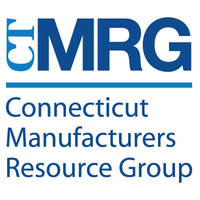 CTMRG
Connecticut
Manufacturers
Resource Group